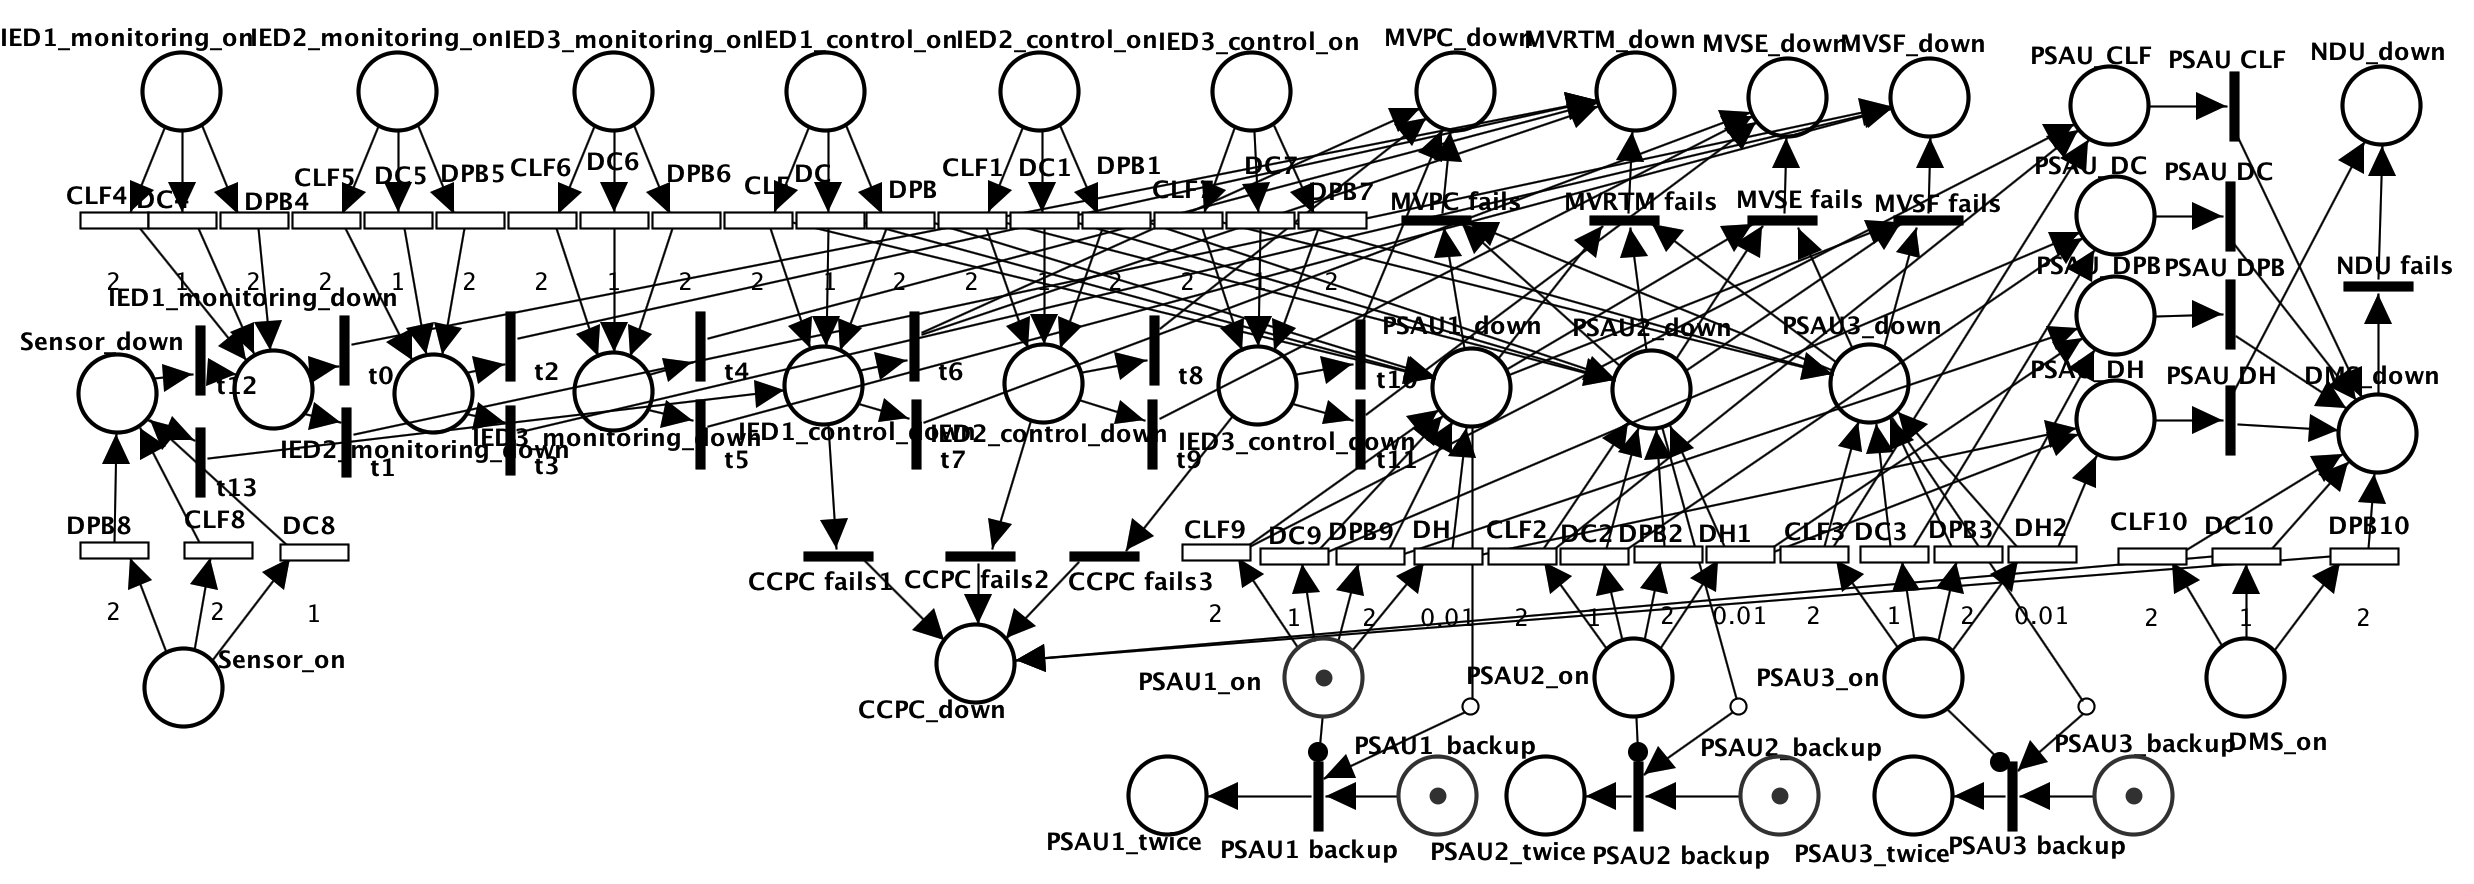 IED1_monitoring_on
IED2_monitoring_on
IED3_monitoring_on
IED1_control_on
IED2_control_on
IED3_control_on
MVPC_down
MVRTM_down
MVSE_down
MVSF_down
PSAU_CLF
PSAU CLF
NDU_down
CLF4
DC4
DPB4
CLF5
DC5
DPB5
CLF6
DC6
DPB6
CLF
DC
DPB
CLF1
DC1
DPB1
CLF7
DC7
DPB7
MVPC fails
MVRTM fails
MVSE fails
MVSF fails
PSAU_DC
PSAU DC
2
1
2
2
1
2
2
1
2
2
1
2
2
1
2
2
1
2
PSAU_DPB
PSAU DPB
NDU fails
IED1_monitoring_down
Sensor_down
t12
t0
t2
t4
t6
t8
t10
PSAU1_down
PSAU2_down
PSAU3_down
PSAU_DH
PSAU DH
DMS_down
IED2_monitoring_down
IED3_monitoring_down
IED1_control_down
IED2_control_down
IED3_control_down
t13
t1
t3
t5
t7
t9
t11
DPB8
CLF8
DC8
CLF9
DC9
DPB9
DH
CLF2
DC2
DPB2
DH1
CLF3
DC3
DPB3
DH2
CLF10
DC10
DPB10
CCPC fails1
CCPC fails2
CCPC fails3
2
2
1
2
1
2
0.01
2
1
2
0.01
2
1
2
0.01
2
1
2
Sensor_on
CCPC_down
PSAU1_on
PSAU2_on
PSAU3_on
DMS_on
PSAU1_backup
PSAU2_backup
PSAU3_backup
PSAU1_twice
PSAU1 backup
PSAU2_twice
PSAU2 backup
PSAU3_twice
PSAU3 backup